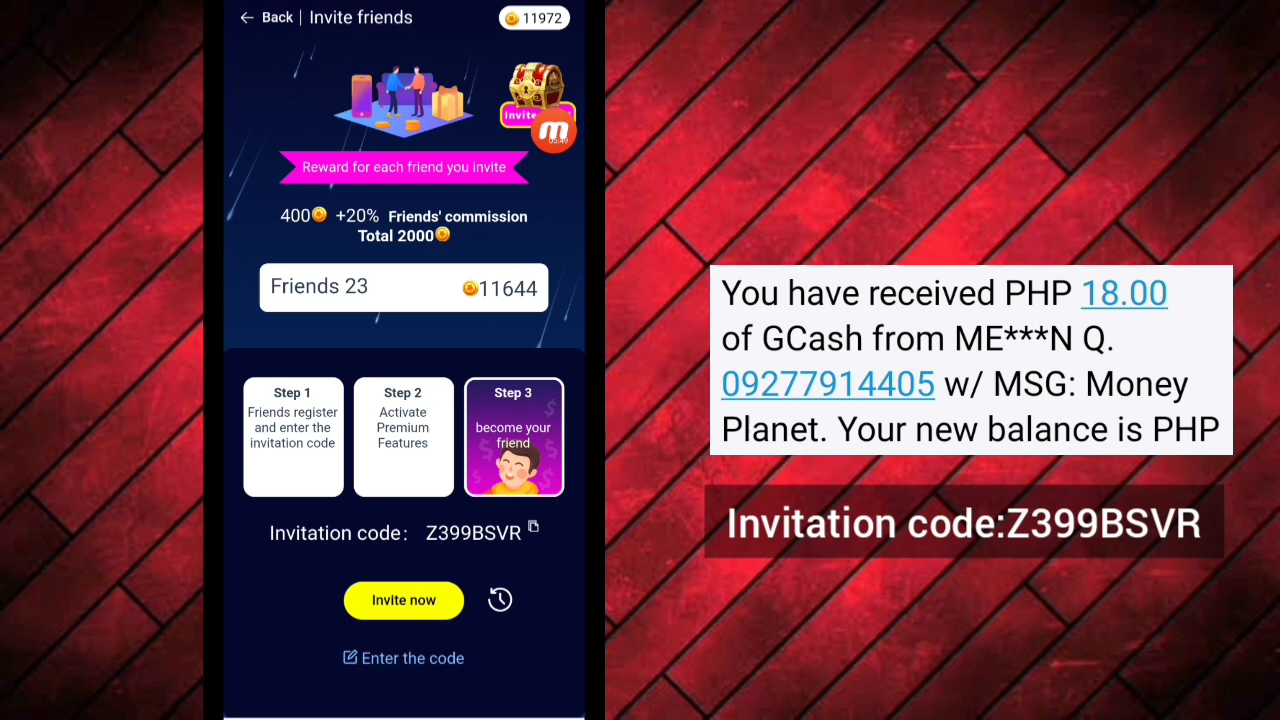 Back | Invite friends
11972
Invite
05:49
Reward for each friend you invite
400 +20% Friends' commission
Total 2000
Friends 23
11644
Step 1
Friends register
and enter the
invitation code
Step 2
Activate
Premium
Features
Step 3
become your
friend
Invitation code: Z399BSVR
Invite now
Enter the code
You have received PHP 18.00
of GCash from ME***N Q.
09277914405 w/ MSG: Money
Planet. Your new balance is PHP
Invitation code:Z399BSVR